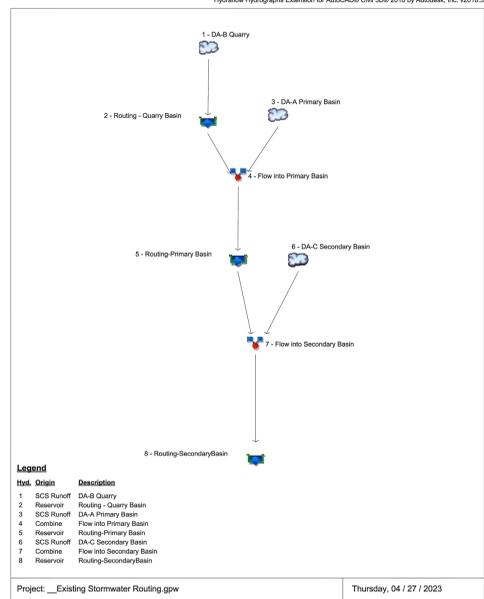 Hydraflow Hydrographs Extension for AutoCAD® Civil 3D® 2018 by Autodesk, Inc. v2018.3
1 - DA-B Quarry
3 - DA-A Primary Basin
2 - Routing - Quarry Basin
4 - Flow into Primary Basin
6 - DA-C Secondary Basin
5 - Routing-Primary Basin
7 - Flow into Secondary Basin
8 - Routing-SecondaryBasin
Legend
Hyd. Origin Description
1 SCS Runoff DA-B Quarry
2 Reservoir Routing - Quarry Basin
3 SCS Runoff DA-A Primary Basin
4 Combine Flow into Primary Basin
5 Reservoir Routing-Primary Basin
6 SCS Runoff DA-C Secondary Basin
7 Combine Flow into Secondary Basin
8 Reservoir Routing-SecondaryBasin
Project: __Existing Stormwater Routing.gpw
Thursday, 04 / 27 / 2023